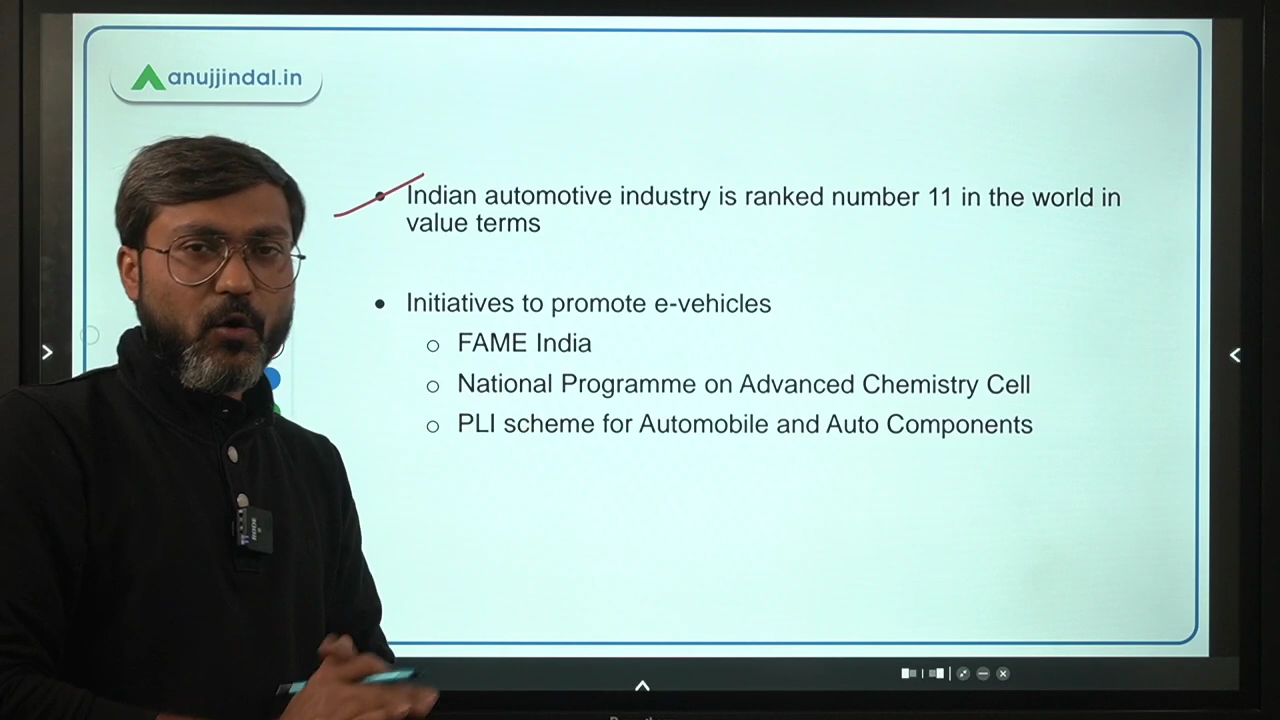 anujjindal.in
• Indian automotive industry is ranked number 11 in the world in
value terms
• Initiatives to promote e-vehicles
○ FAME India
○ National Programme on Advanced Chemistry Cell
○ PLI scheme for Automobile and Auto Components
RODE